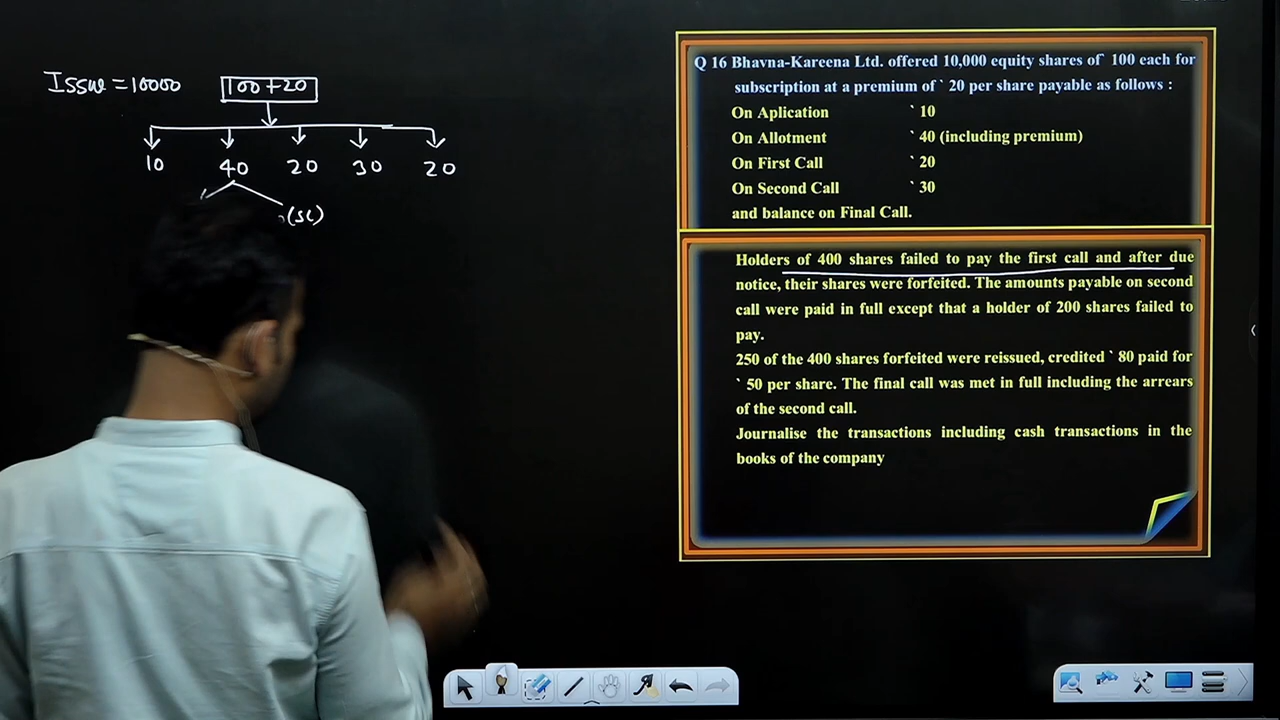 Issue = 10000
100+20
10 40 20 30 20
(SC)
Q 16 Bhavna-Kareena Ltd. offered 10,000 equity shares of 100 each for
subscription at a premium of ` 20 per share payable as follows :
On Aplication ` 10
On Allotment ` 40 (including premium)
On First Call ` 20
On Second Call ` 30
and balance on Final Call.
Holders of 400 shares failed to pay the first call and after due
notice, their shares were forfeited. The amounts payable on second
call were paid in full except that a holder of 200 shares failed to
pay.
250 of the 400 shares forfeited were reissued, credited ` 80 paid for
` 50 per share. The final call was met in full including the arrears
of the second call.
Journalise the transactions including cash transactions in the
books of the company